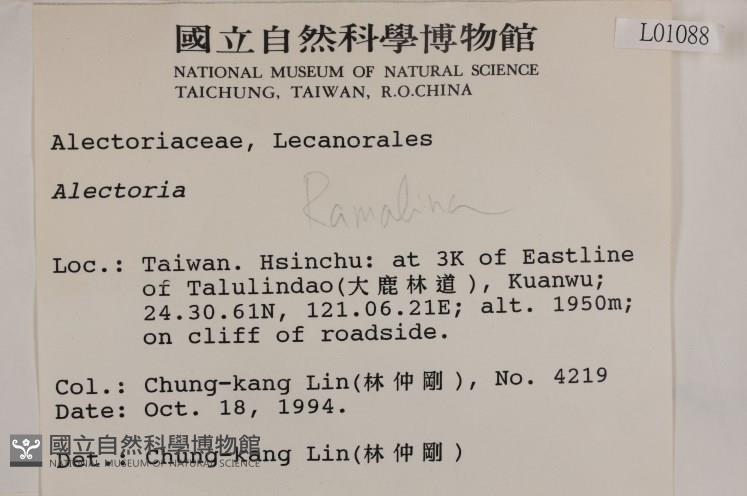 國立自然科學博物館
L01088
NATIONAL MUSEUM OF NATURAL SCIENCE
TAICHUNG, TAIWAN, R.O.CHINA
Alectoriaceae, Lecanorales
Alectoria
Ramalina
Loc.: Taiwan. Hsinchu: at 3K of Eastline
of Talulindao(大鹿林道), Kuanwu;
24.30.61N, 121.06.21E; alt. 1950m;
on cliff of roadside.
Col.: Chung-kang Lin(林仲剛), No. 4219
Date: Oct. 18, 1994.
Det.: Chung-kang Lin(林仲剛)
國立自然科學博物館
NATIONAL MUSEUM OF NATURAL SCIENCE